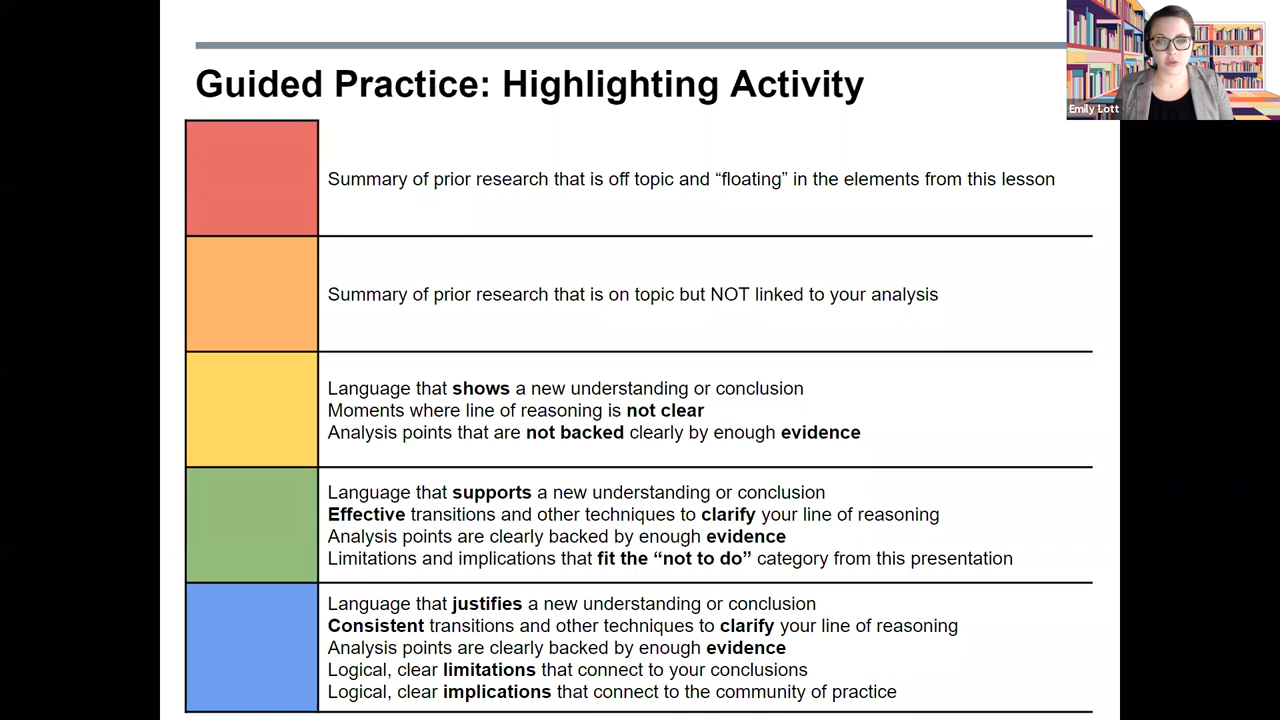 Guided Practice: Highlighting Activity
Emily Lott
Summary of prior research that is off topic and “floating” in the elements from this lesson
Summary of prior research that is on topic but NOT linked to your analysis
Language that shows a new understanding or conclusion
Moments where line of reasoning is not clear
Analysis points that are not backed clearly by enough evidence
Language that supports a new understanding or conclusion
Effective transitions and other techniques to clarify your line of reasoning
Analysis points are clearly backed by enough evidence
Limitations and implications that fit the “not to do” category from this presentation
Language that justifies a new understanding or conclusion
Consistent transitions and other techniques to clarify your line of reasoning
Analysis points are clearly backed by enough evidence
Logical, clear limitations that connect to your conclusions
Logical, clear implications that connect to the community of practice